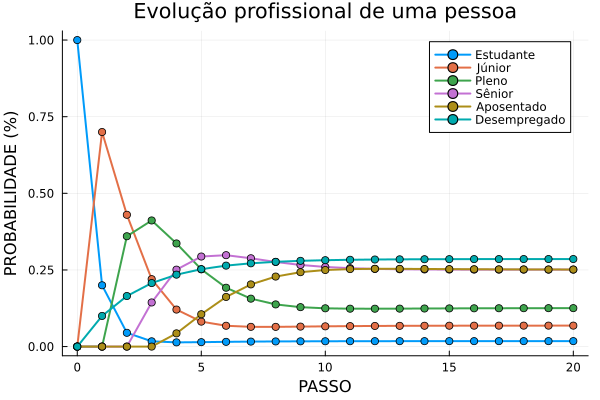 Evolução profissional de uma pessoa
PROBABILIDADE (%)
1.00
0.75
0.50
0.25
0.00
Estudante
Júnior
Pleno
Sênior
Aposentado
Desempregado
0
5
10
15
20
PASSO